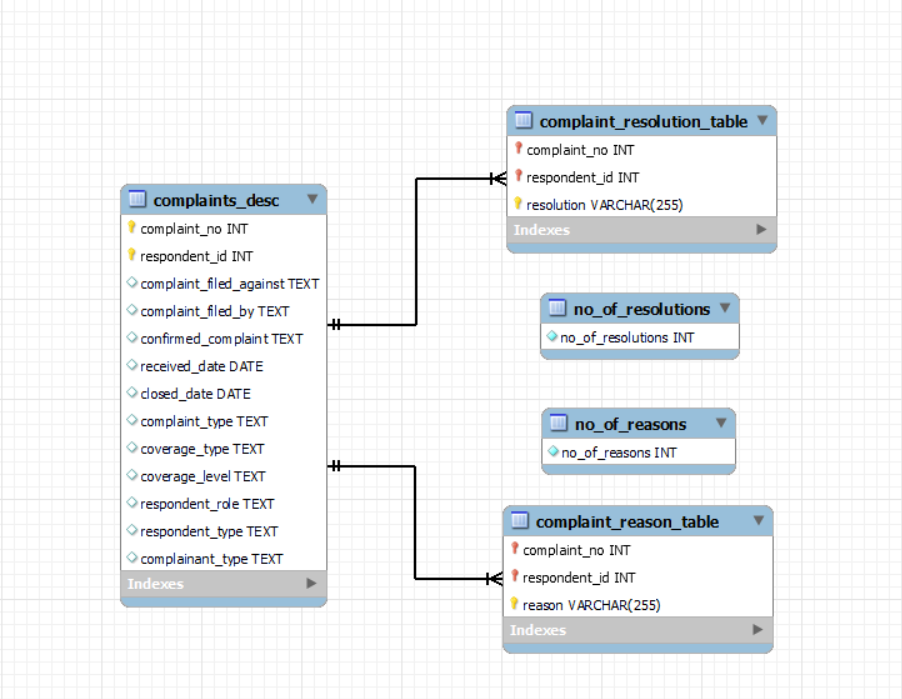 complaints_desc
complaint_no INT
respondent_id INT
complaint_filed_against TEXT
complaint_filed_by TEXT
confirmed_complaint TEXT
received_date DATE
closed_date DATE
complaint_type TEXT
coverage_type TEXT
coverage_level TEXT
respondent_role TEXT
respondent_type TEXT
complainant_type TEXT
Indexes
complaint_resolution_table
complaint_no INT
respondent_id INT
resolution VARCHAR(255)
Indexes
no_of_resolutions
no_of_resolutions INT
no_of_reasons
no_of_reasons INT
complaint_reason_table
complaint_no INT
respondent_id INT
reason VARCHAR(255)
Indexes